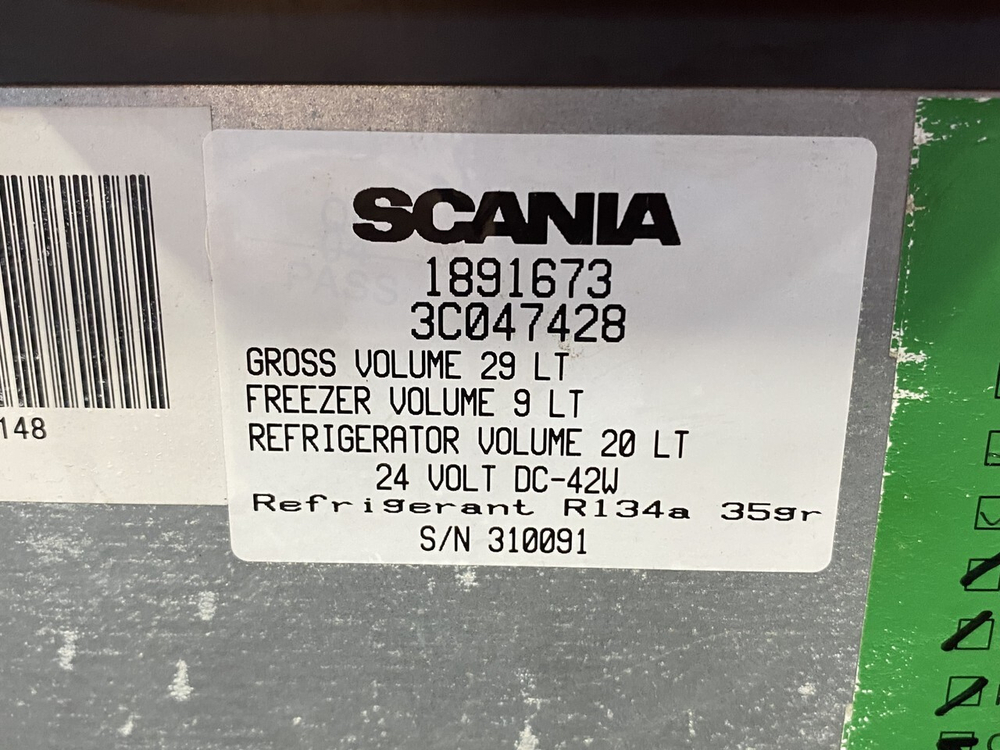 SCANIA
1891673
3C047428
GROSS VOLUME 29 LT
FREEZER VOLUME 9 LT
REFRIGERATOR VOLUME 20 LT
24 VOLT DC-42W
Refrigerant R134a 35gr
S/N 310091
148
PASS